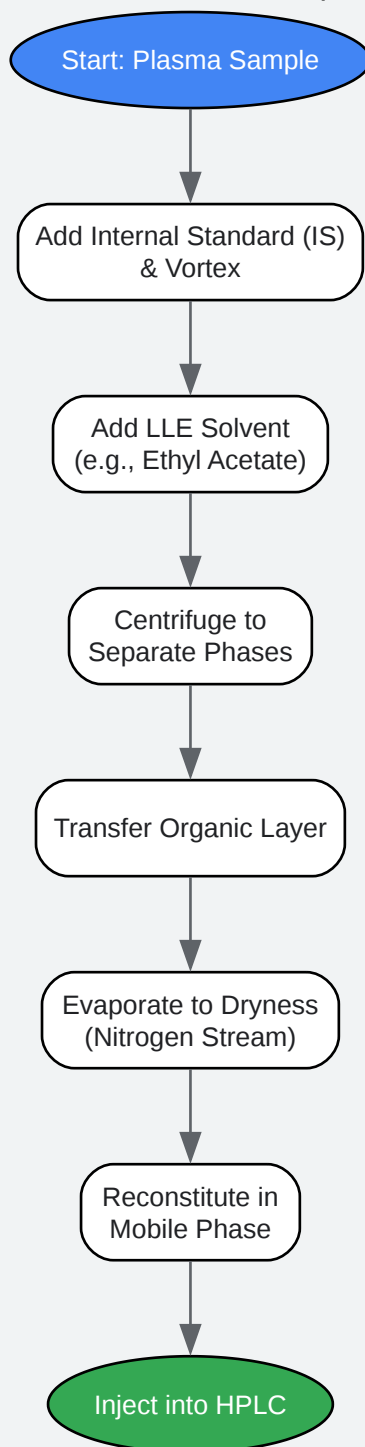 Start: Plasma Sample
Add Internal Standard (IS)
& Vortex
Add LLE Solvent
(e.g., Ethyl Acetate)
Centrifuge to
Separate Phases
Transfer Organic Layer
Evaporate to Dryness
(Nitrogen Stream)
Reconstitute in
Mobile Phase
Inject into HPLC